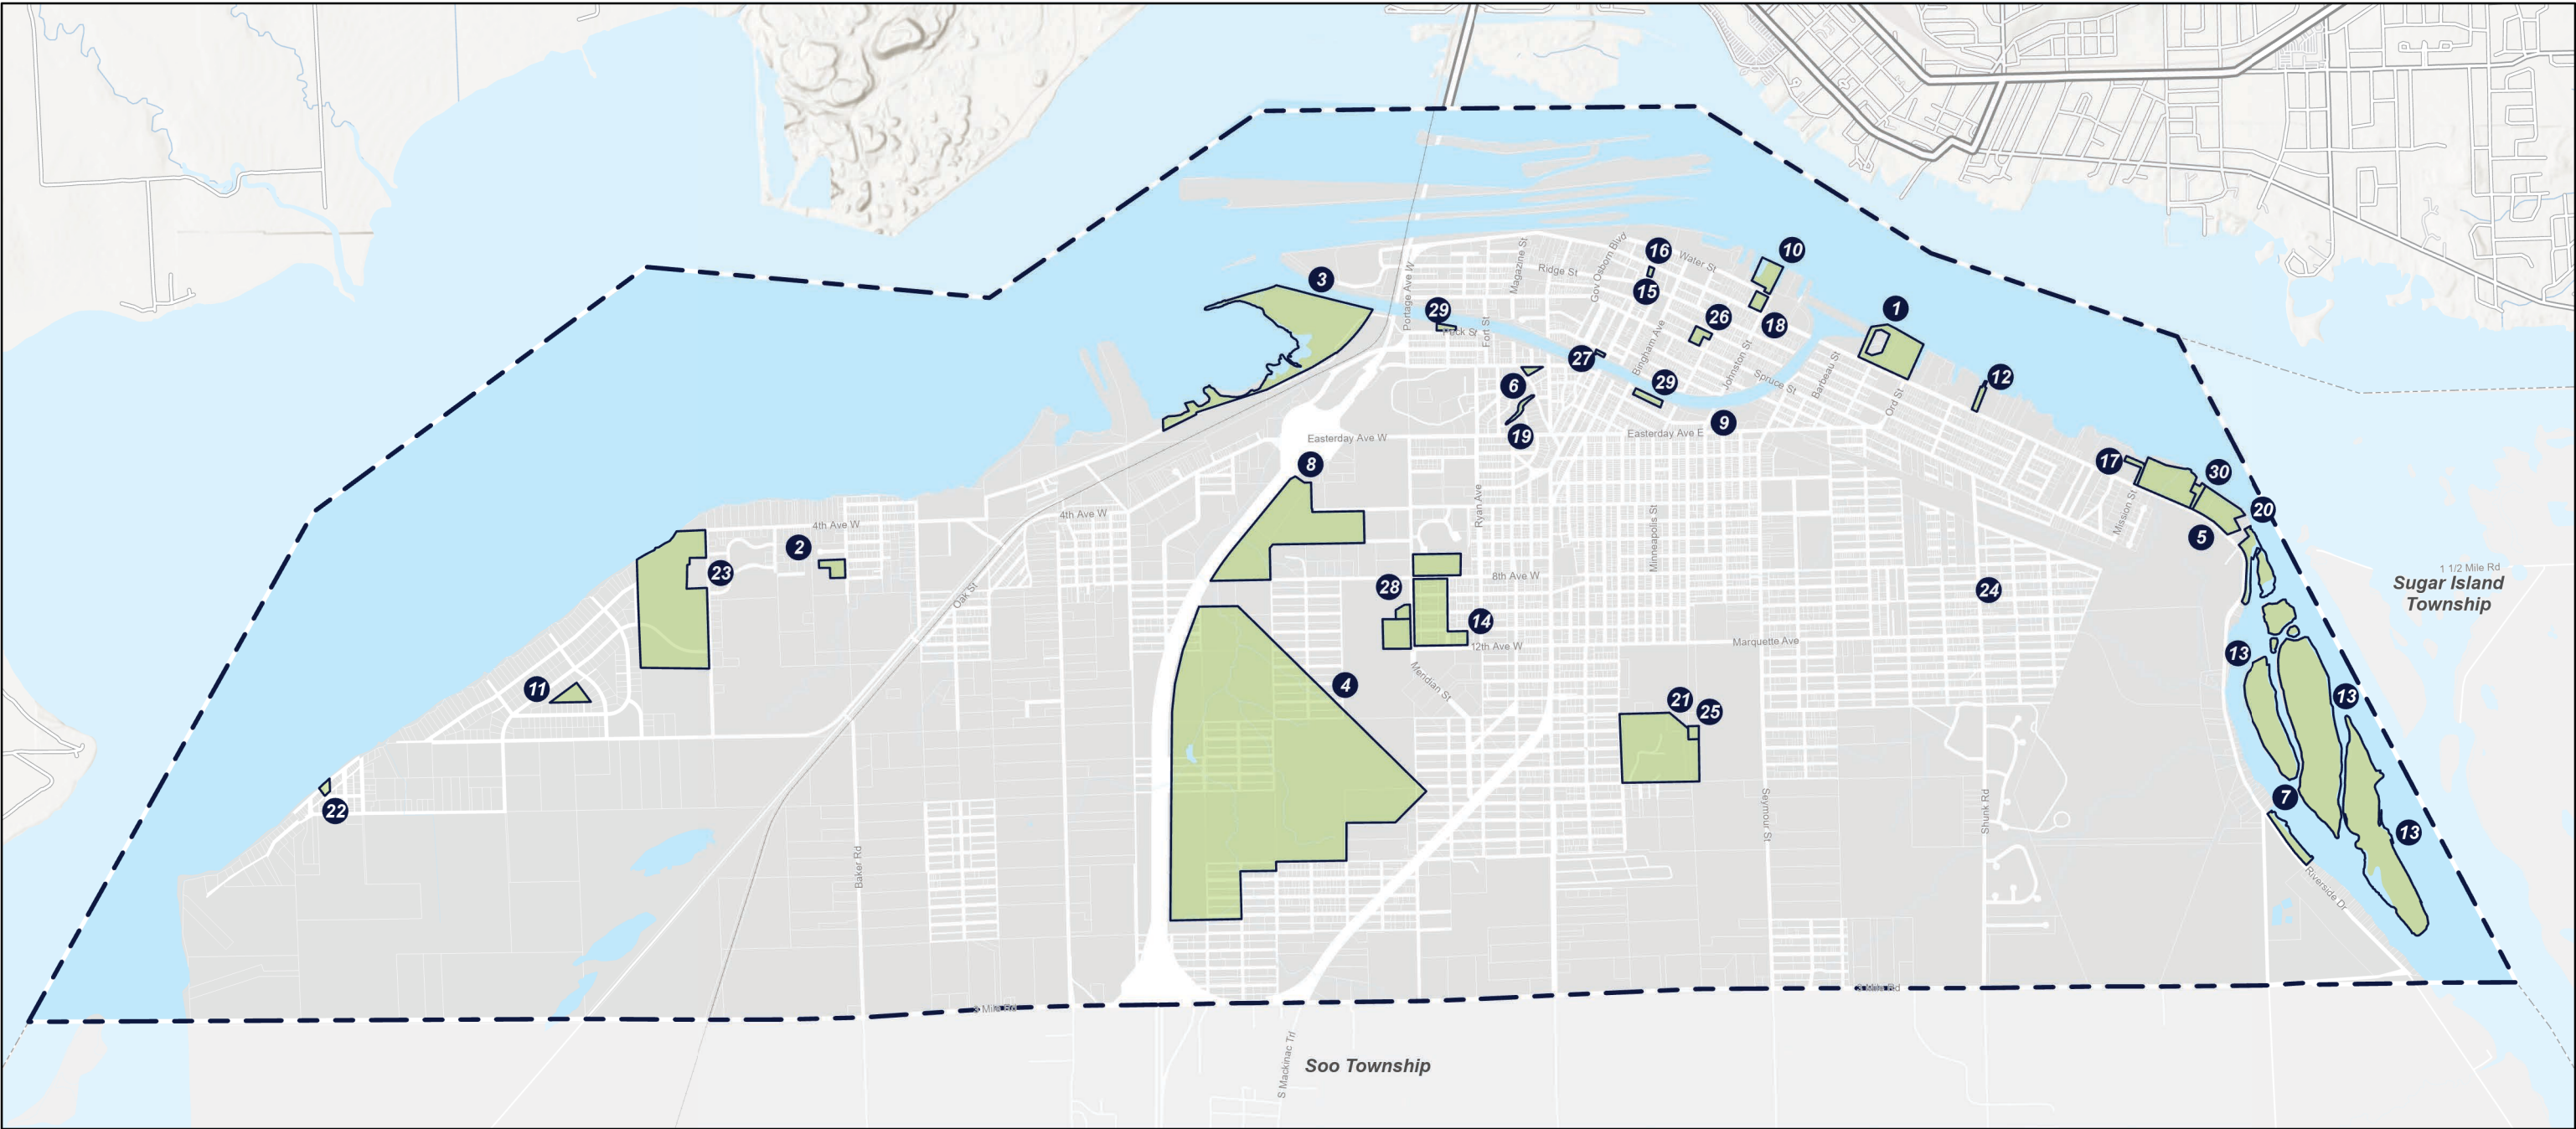 10
16
Water St
Gov Osborn Blvd
Magazine St
Ridge St
3
15
Portage Ave W
29
1
26
18
Peck St
Fort St
27
Bingham Ave
Johnston St
Barbeau St
12
6
29
Spruce St
Ord St
9
19
Easterday Ave W
Easterday Ave E
8
17
30
Ryan Ave
Mission St
20
4th Ave W
4th Ave W
Minneapolis St
5
2
23
1 1/2 Mile Rd
8th Ave W
28
Oak St
24
Sugar Island
Township
14
12th Ave W
Marquette Ave
13
Meridian St
4
11
13
21
25
7
22
Seymour St
Shunk Rd
13
Baker Rd
Riverside Dr
3 Mile Rd
3 Mile Rd
S Mackinac Trl
Soo Township